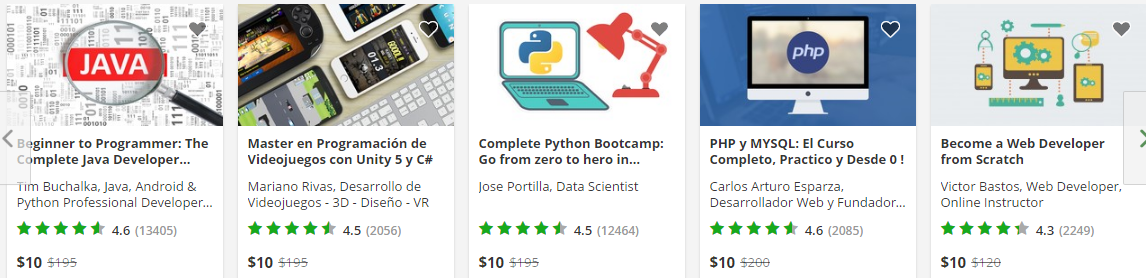 JAVA
Beginner to Programmer: The
Complete Java Developer...
Tim Buchalka, Java, Android &
Python Professional Developer...
4.6 (13405)
$10 $195
Master en Programación de
Videojuegos con Unity 5 y C#
Mariano Rivas, Desarrollo de
Videojuegos - 3D - Diseño - VR
4.5 (2056)
$10 $195
Complete Python Bootcamp:
Go from zero to hero in...
Jose Portilla, Data Scientist
4.5 (12464)
$10 $195
php
PHP y MYSQL: El Curso
Completo, Practico y Desde 0 !
Carlos Arturo Esparza,
Desarrollador Web y Fundador...
4.6 (2085)
$10 $200
Become a Web Developer
from Scratch
Victor Bastos, Web Developer,
Online Instructor
4.3 (2249)
$10 $120